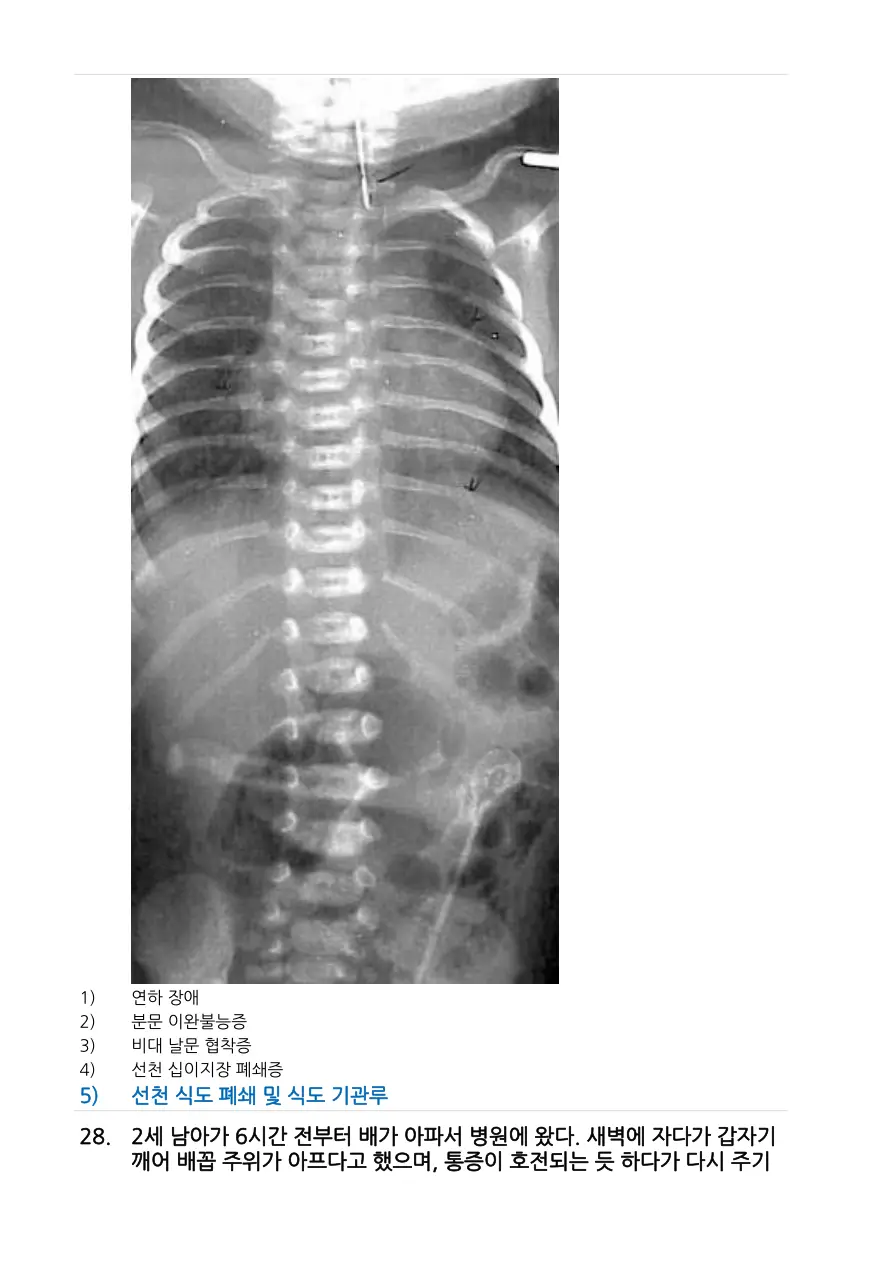 1) 연하 장애
2) 분문 이완불능증
3) 비대 날문 협착증
4) 선천 십이지장 폐쇄증
5) 선천 식도 폐쇄 및 식도 기관루
28. 2세 남아가 6시간 전부터 배가 아파서 병원에 왔다. 새벽에 자다가 갑자기
깨어 배꼽 주위가 아프다고 했으며, 통증이 호전되는 듯 하다가 다시 주기